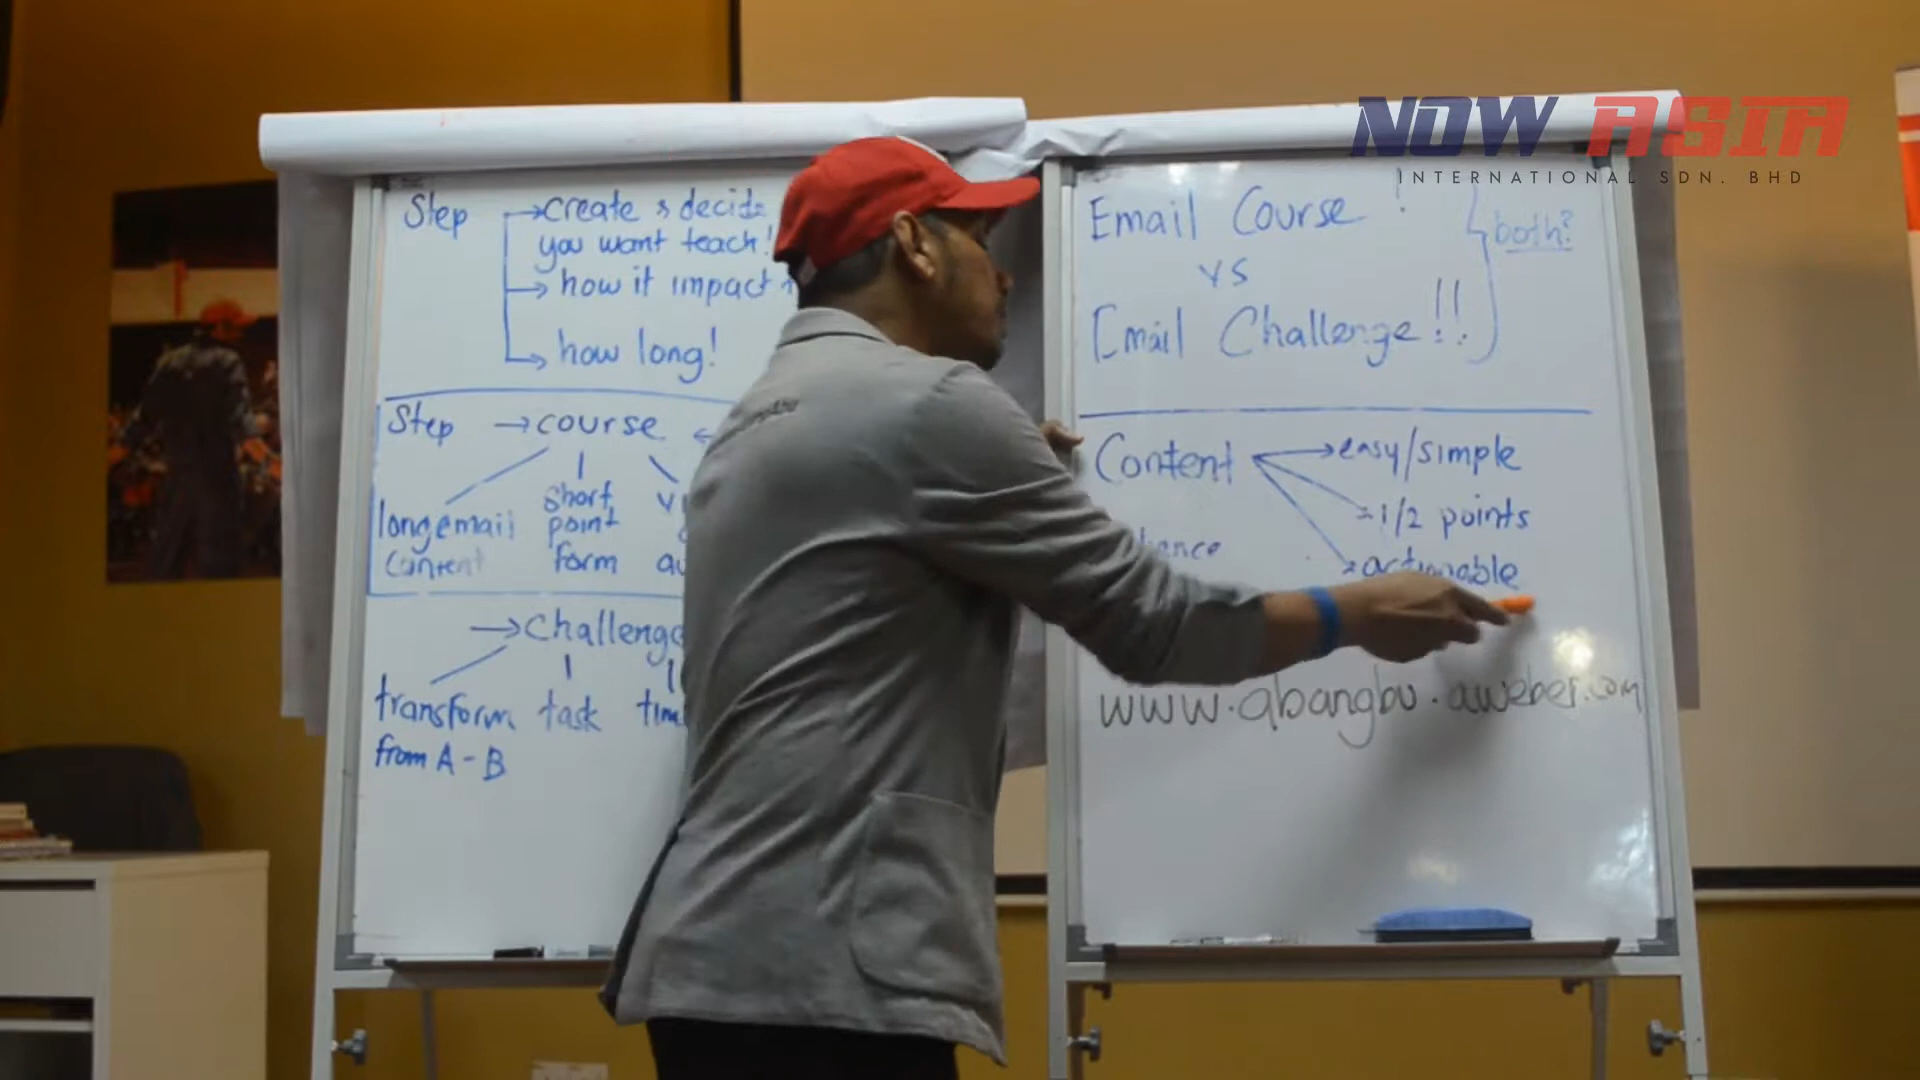 NOW ASIA
INTERNATIONAL SDN. BHD
Step → create & decide
you want teach!
→ how it impact
→ how long!
Step → course ←
long email
content
short
point
form
→ Challenge
transform
from A - B
task
Email Course !
vs
Email Challenge!!
both?
Content → easy/simple
1/2 points
actionable
www.abangbu.aweber.com